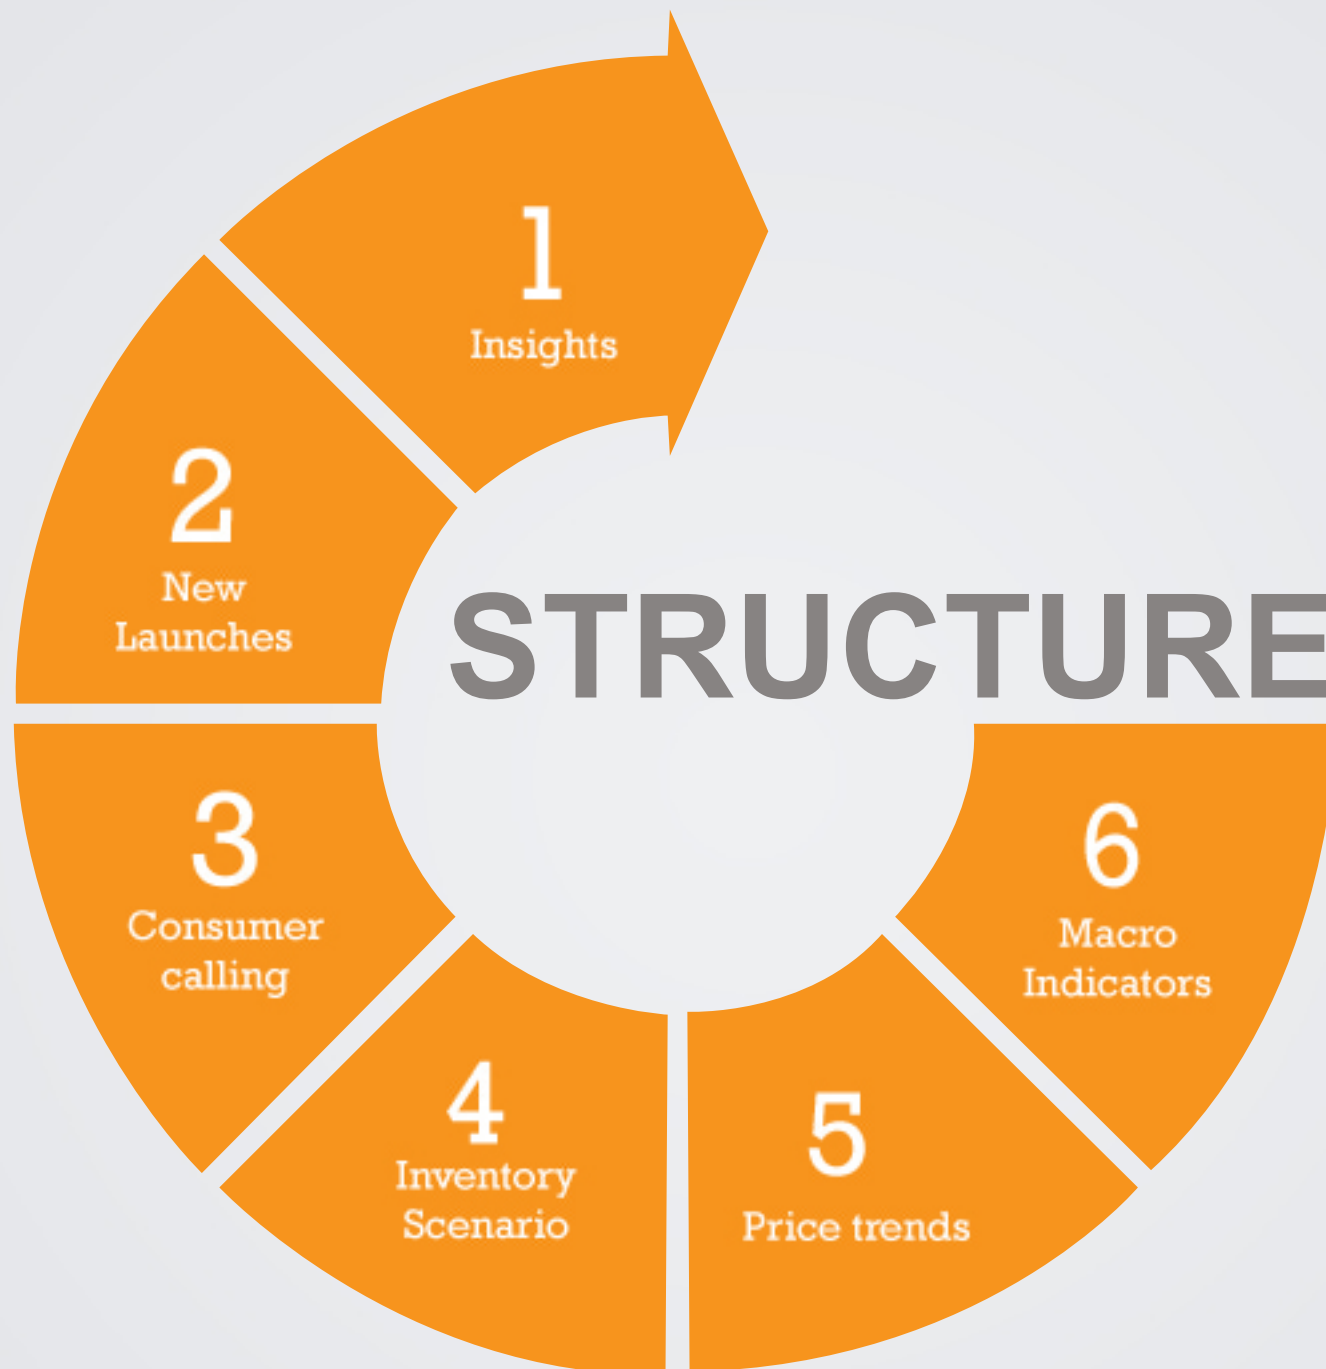 1
Insights
2
New
Launches
STRUCTURE
3
Consumer
calling
4
Inventory
Scenario
5
Price trends
6
Macro
Indicators